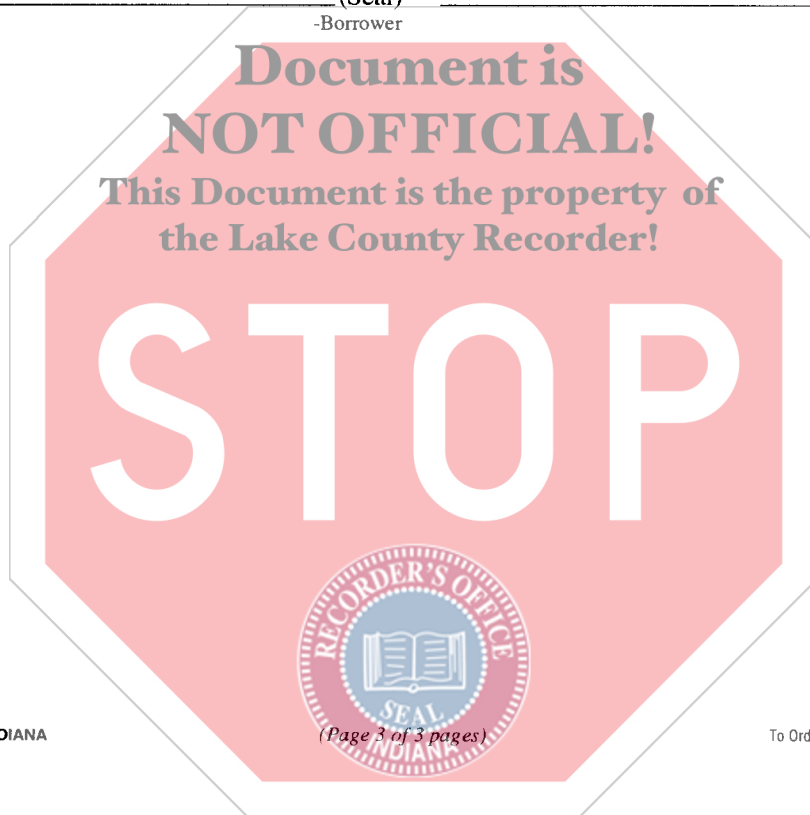 (Seal)
-Borrower
Document is
NOT OFFICIAL!
This Document is the property of
the Lake County Recorder!
STOP
RECORDER'S OFFICE
SEAL
INDIANA
DIANA
(Page 3 of 3 pages)
To Ord